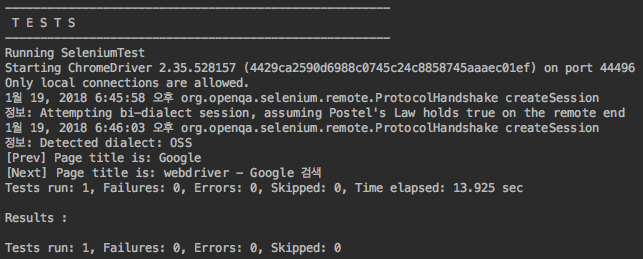 -------------------------------------------------------
T E S T S
-------------------------------------------------------
Running SeleniumTest
Starting ChromeDriver 2.35.528157 (4429ca2590d6988c0745c24c8858745aaaec01ef) on port 44496
Only local connections are allowed.
1월 19, 2018 6:45:58 오후 org.openqa.selenium.remote.ProtocolHandshake createSession
정보: Attempting bi-dialect session, assuming Postel's Law holds true on the remote end
1월 19, 2018 6:46:03 오후 org.openqa.selenium.remote.ProtocolHandshake createSession
정보: Detected dialect: OSS
[Prev] Page title is: Google
[Next] Page title is: webdriver - Google 검색
Tests run: 1, Failures: 0, Errors: 0, Skipped: 0, Time elapsed: 13.925 sec
Results :
Tests run: 1, Failures: 0, Errors: 0, Skipped: 0